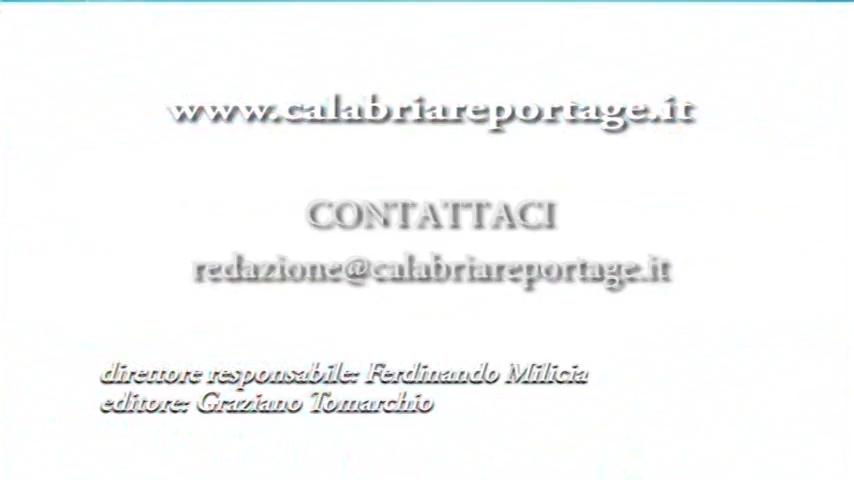 www.calabriareportage.it
CONTATTACI
redazione@calabriareportage.it
direttore responsabile: Ferdinando Milicia
editore: Graziano Tomarchio